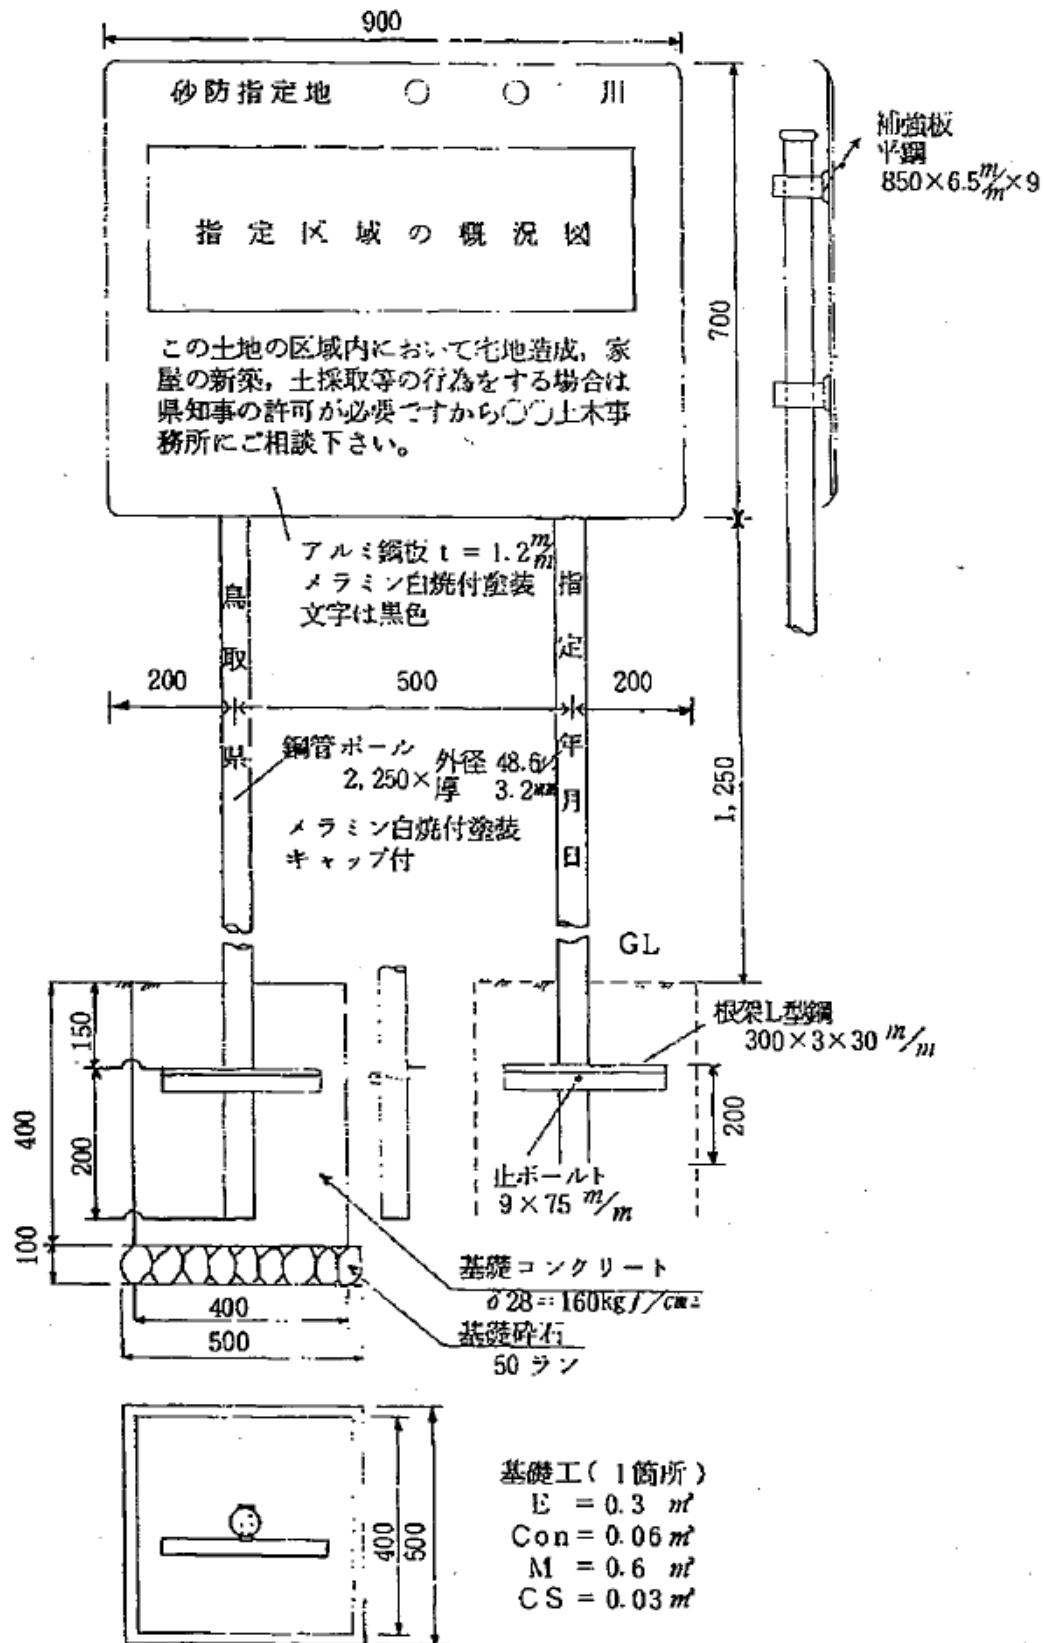 900
砂防指定地 ○ ○ 川
指定区域の概況図
この土地の区域内において宅地造成，家
屋の新築，土採取等の行為をする場合は
県知事の許可が必要ですから○○土木事
務所にご相談下さい。
補強板
平鋼
850×6.5m/m×9
700
アルミ鋼板 t = 1.2m/m
メラミン白焼付塗装
文字は黒色
鳥取県
指定年月日
200
500
200
鋼管ポール
2,250×外径 48.6
厚 3.2mm
メラミン白焼付塗装
キャップ付
1,250
GL
根架L型鋼
300×3×30 m/m
150
400
200
100
200
止ボールト
9×75 m/m
基礎コンクリート
σ28=160kgf/cm²
基礎砕石
50 ラン
400
500
400
500
基礎工( 1箇所 )
E = 0.3 m³
Con = 0.06 m³
M = 0.6 m²
CS = 0.03 m³